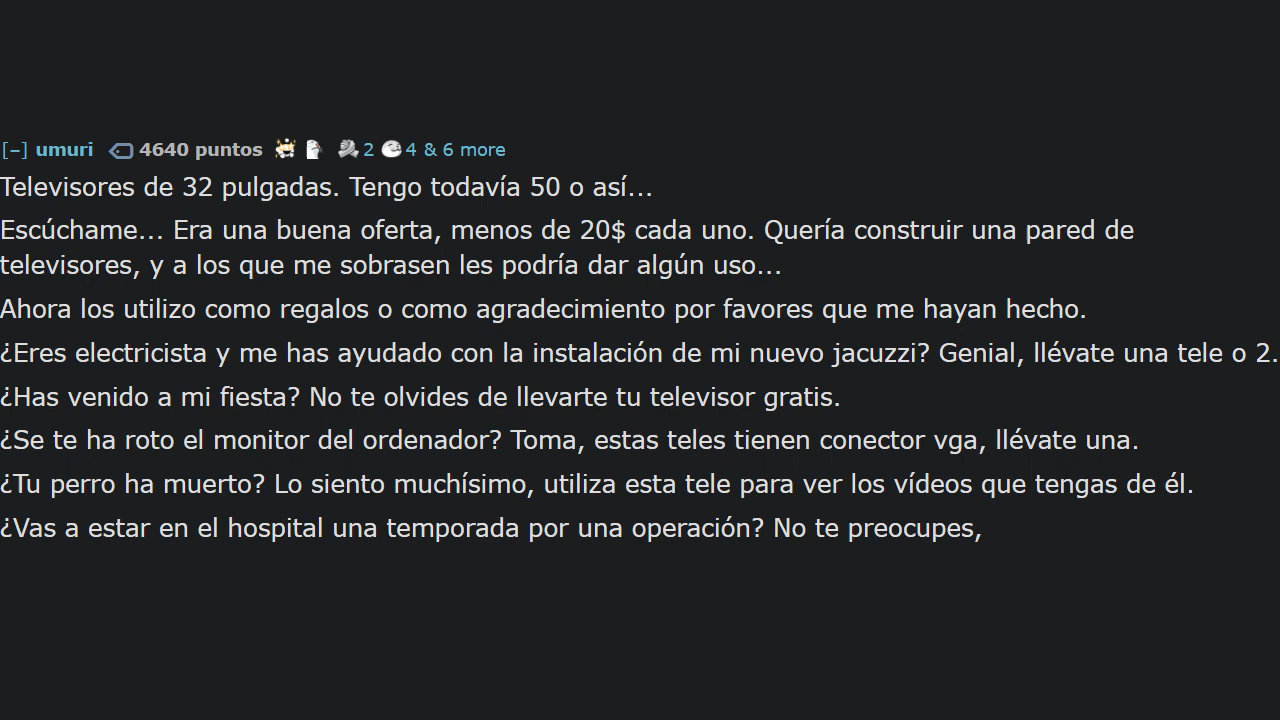 [–] umuri 4640 puntos 2 4 & 6 more
Televisores de 32 pulgadas. Tengo todavía 50 o así…
Escúchame… Era una buena oferta, menos de 20$ cada uno. Quería construir una pared de
televisores, y a los que me sobrasen les podría dar algún uso…
Ahora los utilizo como regalos o como agradecimiento por favores que me hayan hecho.
¿Eres electricista y me has ayudado con la instalación de mi nuevo jacuzzi? Genial, llévate una tele o 2.
¿Has venido a mi fiesta? No te olvides de llevarte tu televisor gratis.
¿Se te ha roto el monitor del ordenador? Toma, estas teles tienen conector vga, llévate una.
¿Tu perro ha muerto? Lo siento muchísimo, utiliza esta tele para ver los vídeos que tengas de él.
¿Vas a estar en el hospital una temporada por una operación? No te preocupes,